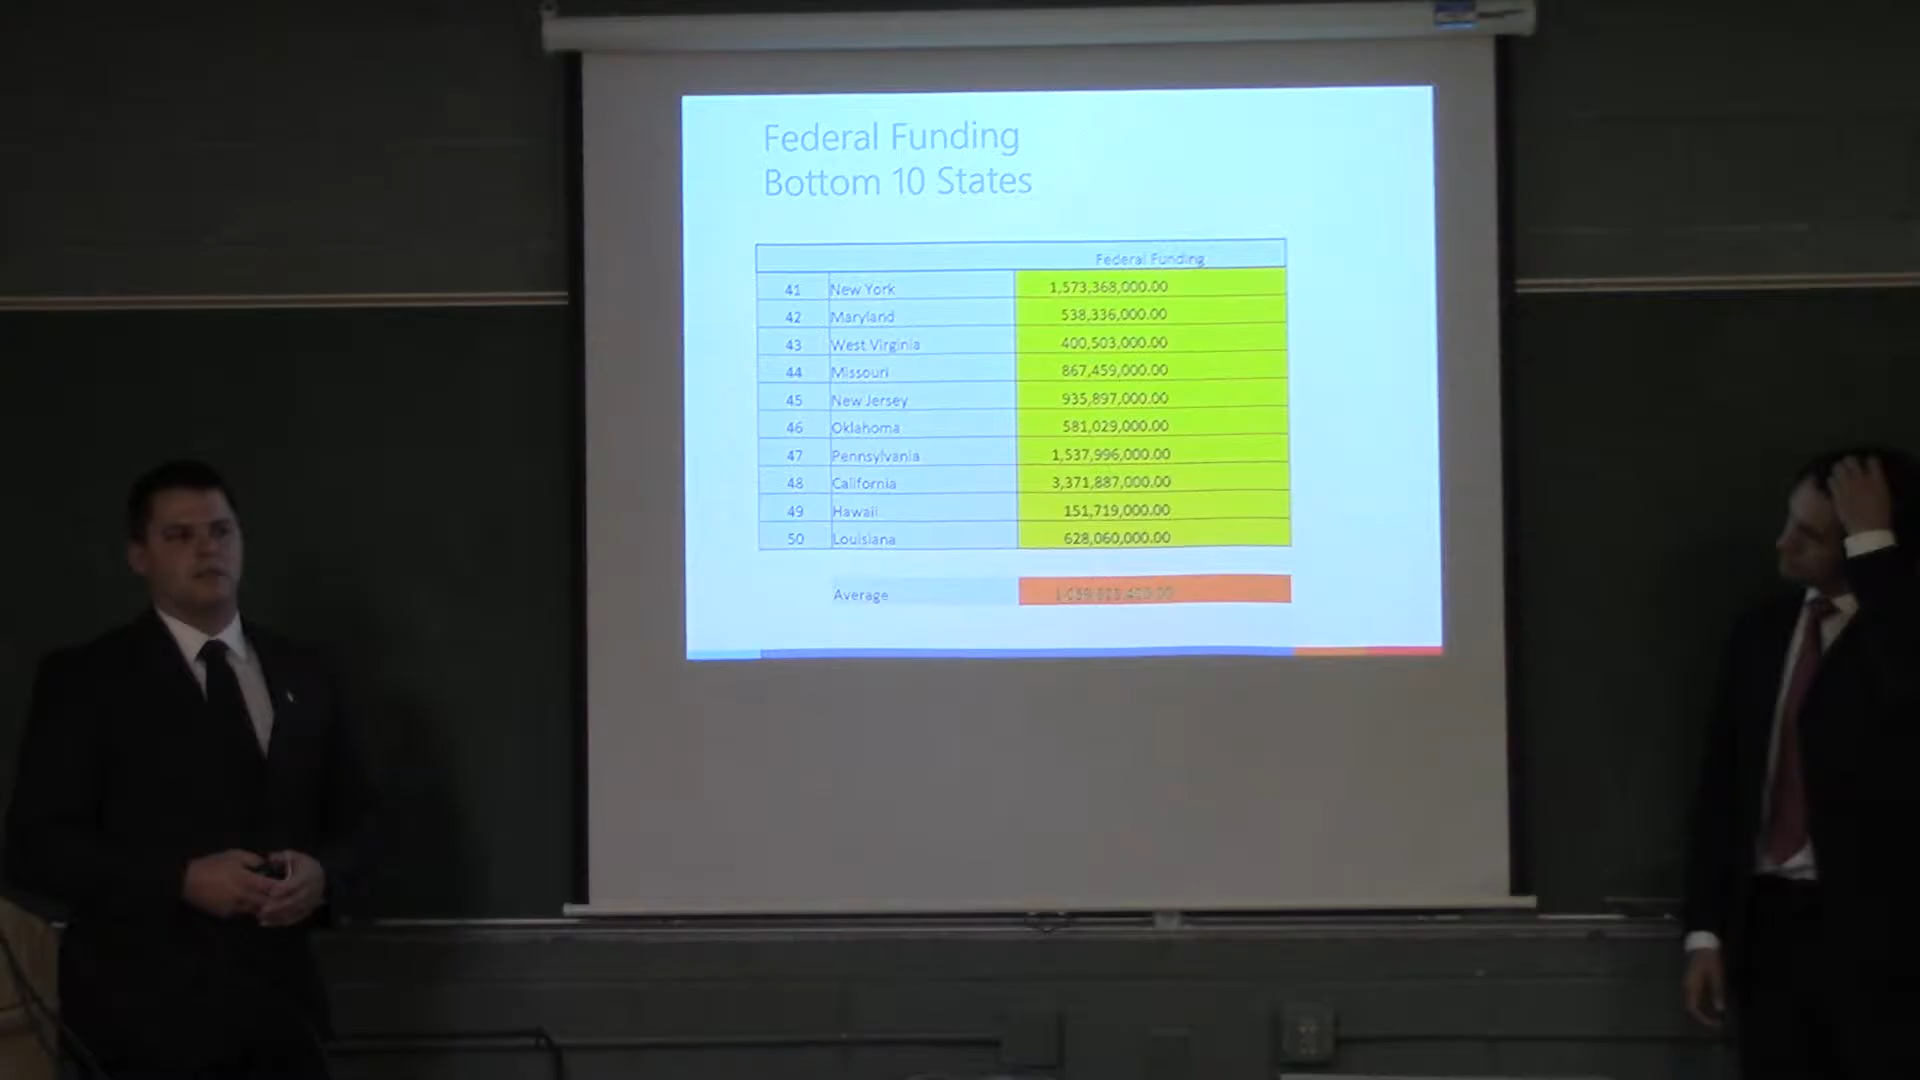 Federal Funding
Bottom 10 States
Federal Funding
41 New York 1,573,368,000.00
42 Maryland 538,336,000.00
43 West Virginia 400,503,000.00
44 Missouri 867,459,000.00
45 New Jersey 935,897,000.00
46 Oklahoma 581,029,000.00
47 Pennsylvania 1,537,996,000.00
48 California 3,371,887,000.00
49 Hawaii 151,719,000.00
50 Louisiana 628,060,000.00
Average